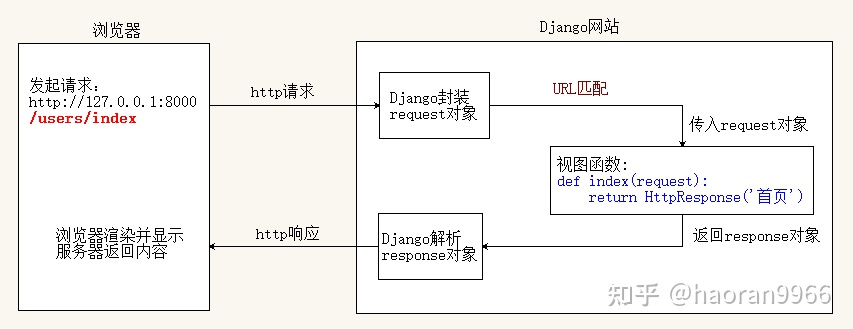 浏览器
Django网站
发起请求:
http://127.0.0.1:8000
/users/index
http请求
Django封装
request对象
URL匹配
传入request对象
视图函数:
def index(request):
return HttpResponse('首页')
返回response对象
Django解析
response对象
http响应
浏览器渲染并显示
服务器返回内容
知乎 @haoran9966